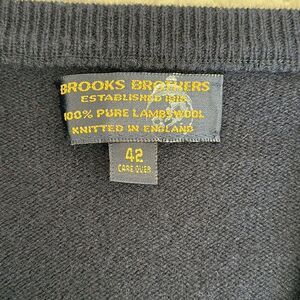 BROOKS BROTHERS
ESTABLISHED 1818
100% PURE LAMBSWOOL
KNITTED IN ENGLAND
42
CARE OVER